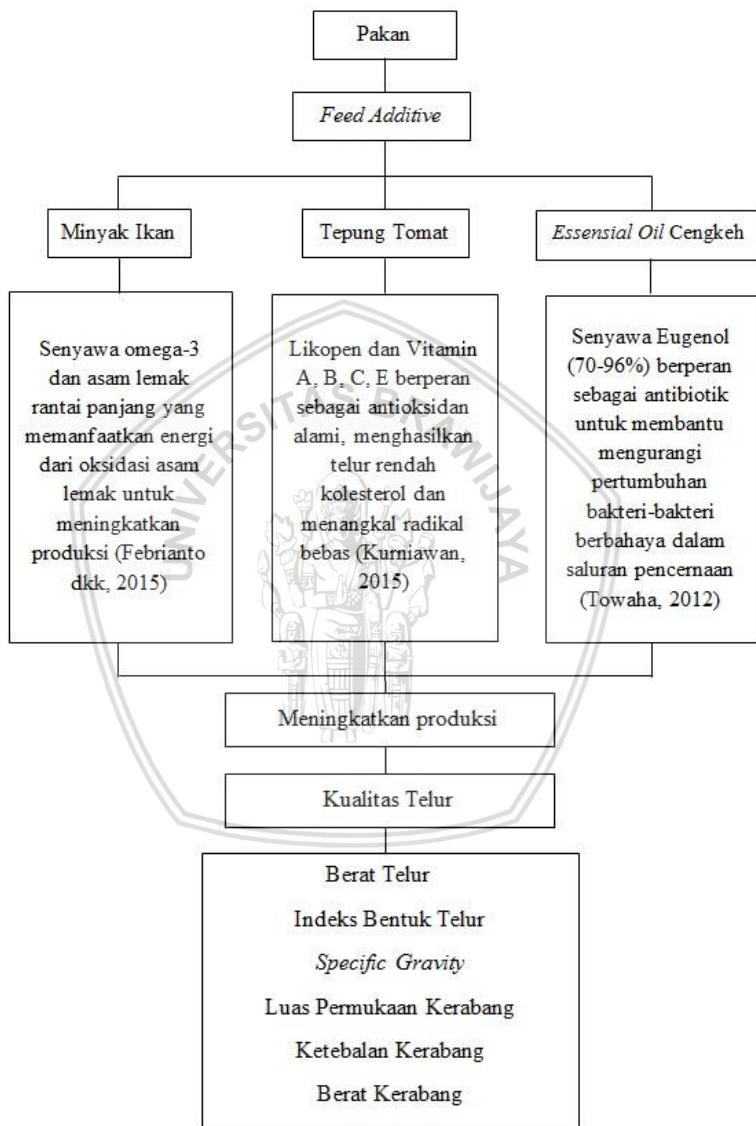 Pakan
Feed Additive
Minyak Ikan
Tepung Tomat
Essensial Oil Cengkeh
Senyawa omega-3
dan asam lemak
rantai panjang yang
memanfaatkan energi
dari oksidasi asam
lemak untuk
meningkatkan
produksi (Febrianto
dkk, 2015)
Likopen dan Vitamin
A, B, C, E berperan
sebagai antioksidan
alami, menghasilkan
telur rendah
kolesterol dan
menangkal radikal
bebas (Kurniawan,
2015)
Senyawa Eugenol
(70-96%) berperan
sebagai antibiotik
untuk membantu
mengurangi
pertumbuhan
bakteri-bakteri
berbahaya dalam
saluran pencernaan
(Towaha, 2012)
UNIVERSITAS BRAWIJAYA
Meningkatkan produksi
Kualitas Telur
Berat Telur
Indeks Bentuk Telur
Specific Gravity
Luas Permukaan Kerabang
Ketebalan Kerabang
Berat Kerabang